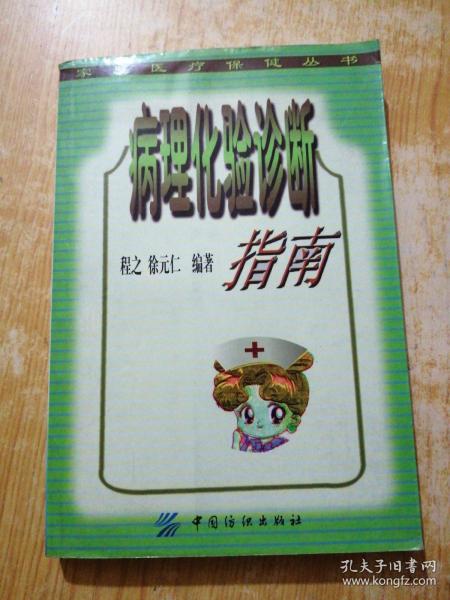 家庭医疗保健丛书
病理化验诊断
指南
程之 徐元仁 编著
中国纺织出版社
孔夫子旧书网
www.kongfz.com